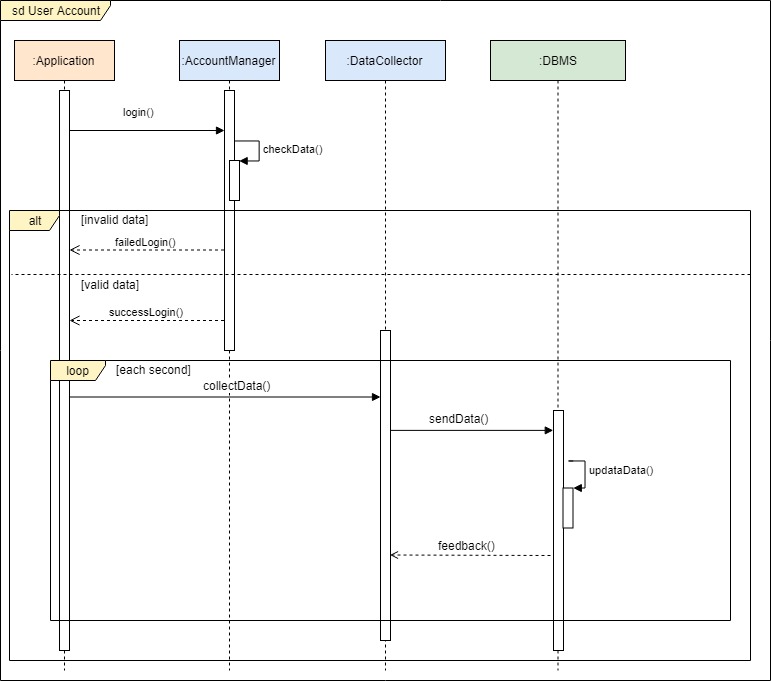 sd User Account
:Application
:AccountManager
:DataCollector
:DBMS
login()
checkData()
alt
[invalid data]
failedLogin()
[valid data]
successLogin()
loop
[each second]
collectData()
sendData()
updataData()
feedback()